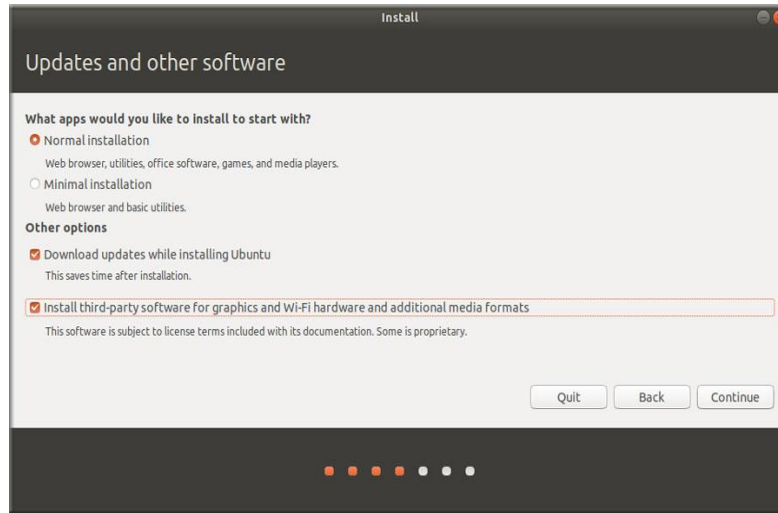 Install
Updates and other software
What apps would you like to install to start with?
Normal installation
Web browser, utilities, office software, games, and media players.
Minimal installation
Web browser and basic utilities.
Other options
Download updates while installing Ubuntu
This saves time after installation.
Install third-party software for graphics and Wi-Fi hardware and additional media formats
This software is subject to license terms included with its documentation. Some is proprietary.
Quit Back Continue